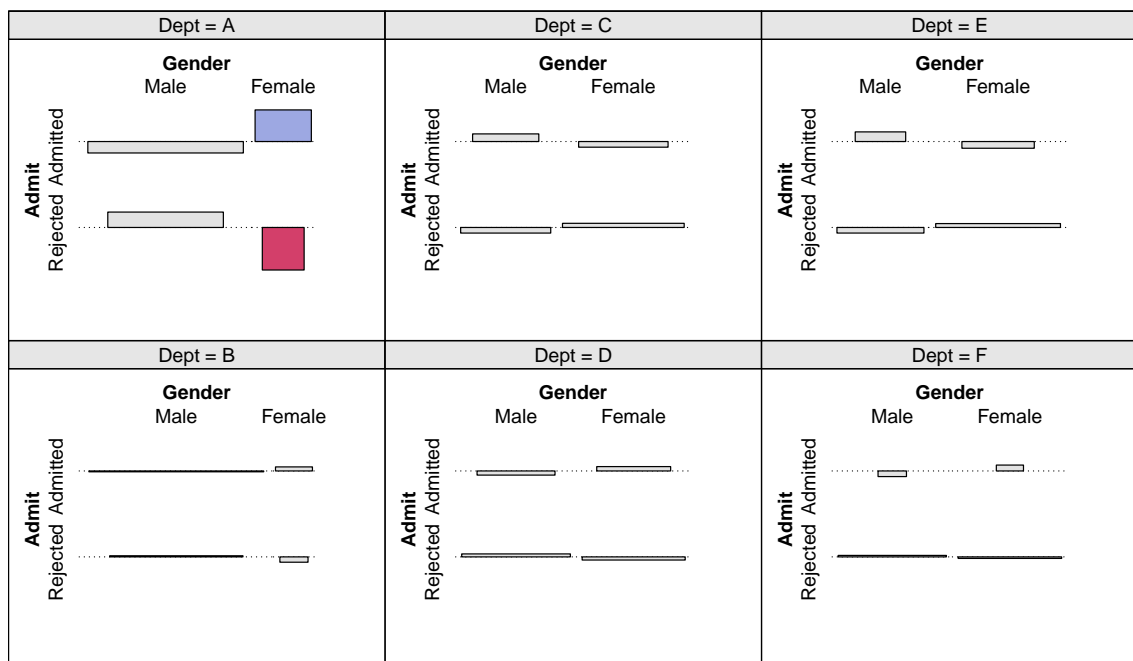 Dept = A
Gender
Male Female
Admit
Rejected Admitted
Dept = C
Gender
Male Female
Admit
Rejected Admitted
Dept = E
Gender
Male Female
Admit
Rejected Admitted
Dept = B
Gender
Male Female
Admit
Rejected Admitted
Dept = D
Gender
Male Female
Admit
Rejected Admitted
Dept = F
Gender
Male Female
Admit
Rejected Admitted